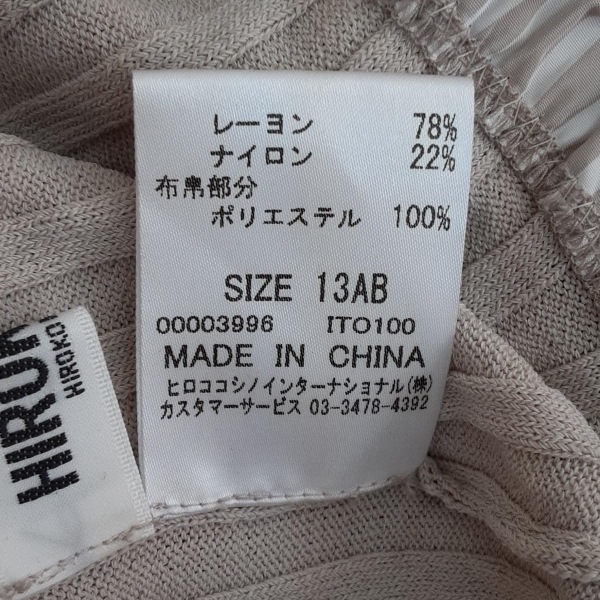 レーヨン 78%
ナイロン 22%
布帛部分
ポリエステル 100%
SIZE 13AB
00003996 ITO100
MADE IN CHINA
ヒロココシノインターナショナル(株)
カスタマーサービス 03-3478-4392